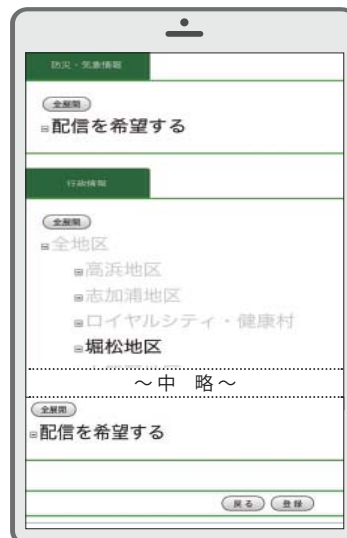 防災・気象情報
全展開
配信を希望する
行政情報
全展開
全地区
高浜地区
志加浦地区
ロイヤルシティ・健康村
堀松地区
～中 略～
全展開
配信を希望する
戻る 登録